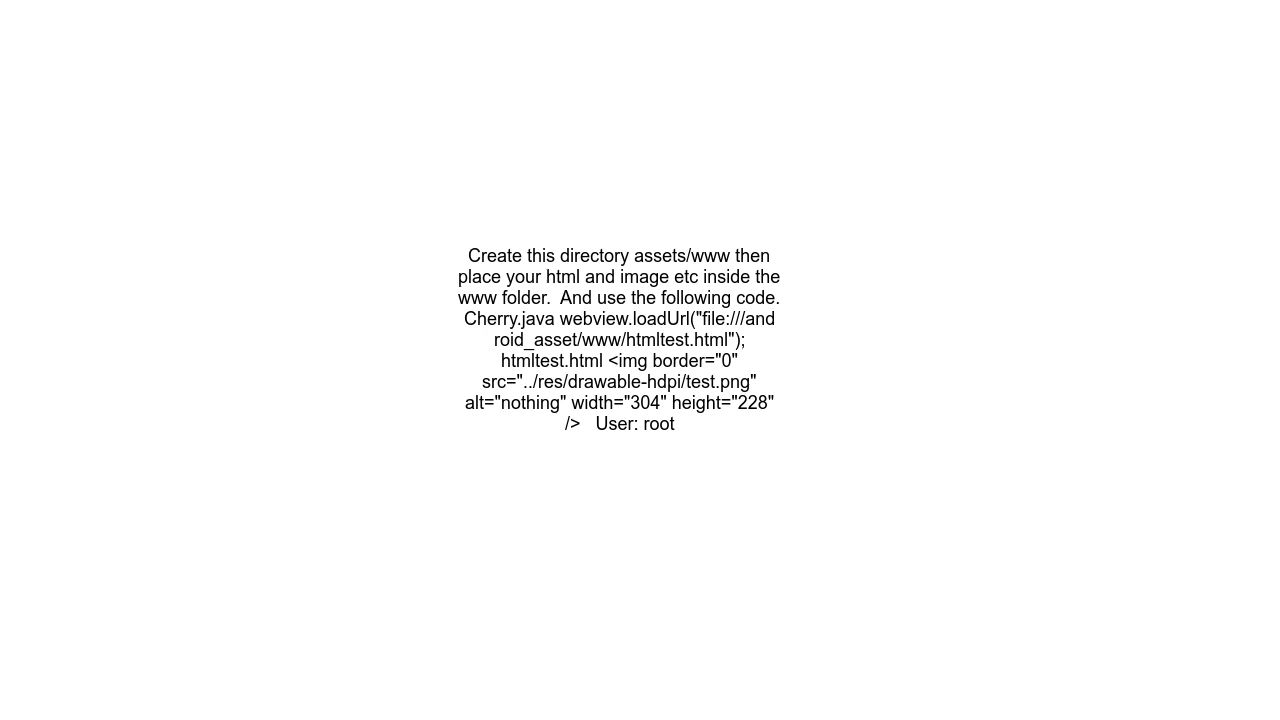 Create this directory assets/www then
place your html and image etc inside the
www folder.  And use the following code.
Cherry.java webview.loadUrl("file:///and
roid_asset/www/htmltest.html");
htmltest.html <img border="0"
src="../res/drawable-hdpi/test.png"
alt="nothing" width="304" height="228"
/>   User: root